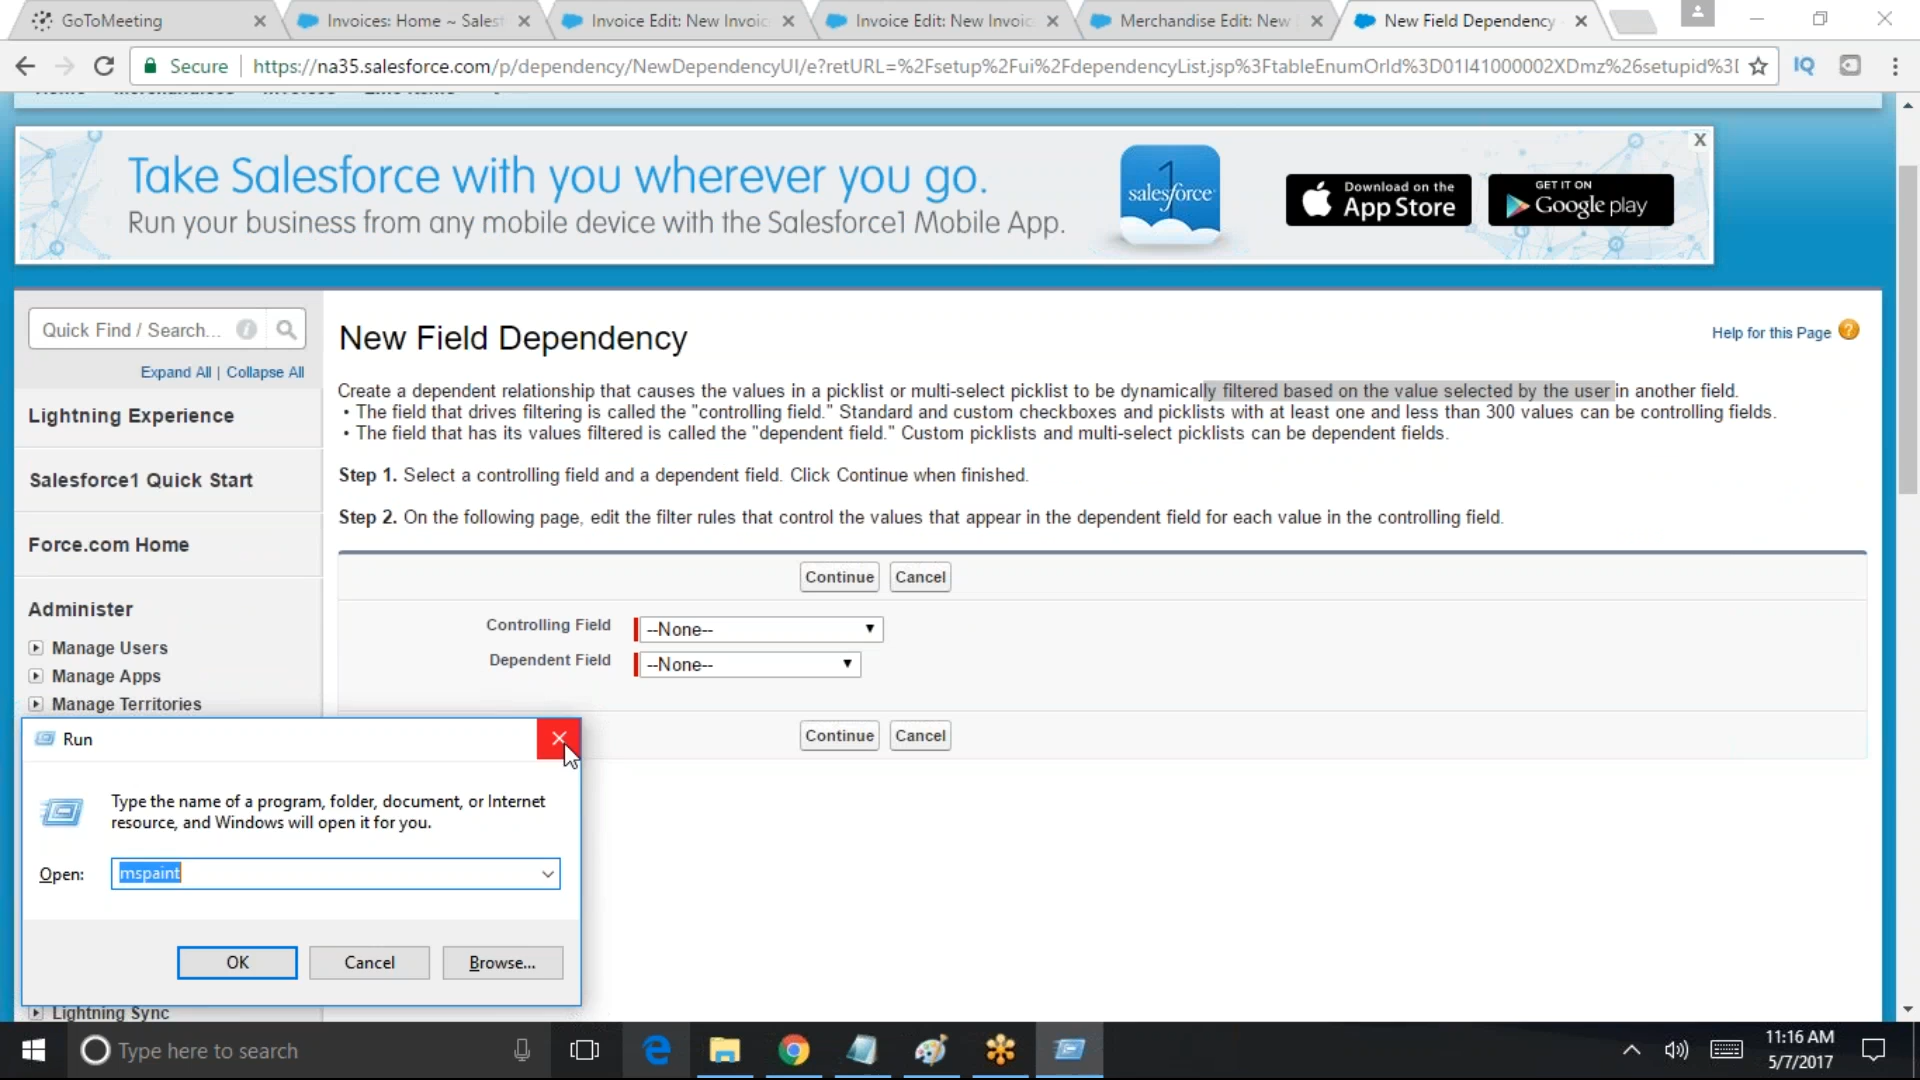 GoToMeeting
Invoices: Home ~ Salesf
Invoice Edit: New Invoic
Invoice Edit: New Invoic
Merchandise Edit: New
New Field Dependency
Secure
https://na35.salesforce.com/p/dependency/NewDependencyUI/e?retURL=%2Fsetup%2Fui%2FdependencyList.jsp%3FtableEnumOrId%3D01I41000002XDmz%26setupid%3D
IQ
Take Salesforce with you wherever you go.
Run your business from any mobile device with the Salesforce1 Mobile App.
1
salesforce
Download on the
App Store
GET IT ON
Google play
X
Quick Find / Search...
Expand All | Collapse All
Lightning Experience
Salesforce1 Quick Start
Force.com Home
Administer
Manage Users
Manage Apps
Manage Territories
Lightning Sync
New Field Dependency
Help for this Page
Create a dependent relationship that causes the values in a picklist or multi-select picklist to be dynamically filtered based on the value selected by the user in another field.
• The field that drives filtering is called the "controlling field." Standard and custom checkboxes and picklists with at least one and less than 300 values can be controlling fields.
• The field that has its values filtered is called the "dependent field." Custom picklists and multi-select picklists can be dependent fields.
Step 1. Select a controlling field and a dependent field. Click Continue when finished.
Step 2. On the following page, edit the filter rules that control the values that appear in the dependent field for each value in the controlling field.
Continue Cancel
Controlling Field --None--
Dependent Field --None--
Continue Cancel
Run
Type the name of a program, folder, document, or Internet
resource, and Windows will open it for you.
Open: mspaint
OK Cancel Browse...
Type here to search
11:16 AM
5/7/2017